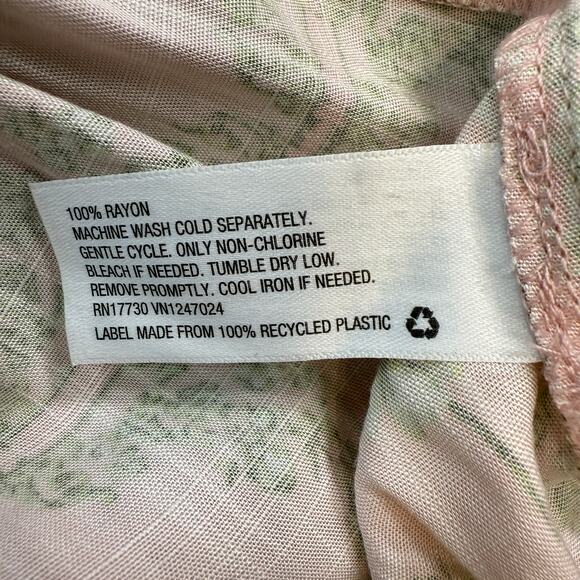 100% RAYON
MACHINE WASH COLD SEPARATELY.
GENTLE CYCLE. ONLY NON-CHLORINE
BLEACH IF NEEDED. TUMBLE DRY LOW.
REMOVE PROMPTLY. COOL IRON IF NEEDED.
RN17730 VN1247024
LABEL MADE FROM 100% RECYCLED PLASTIC